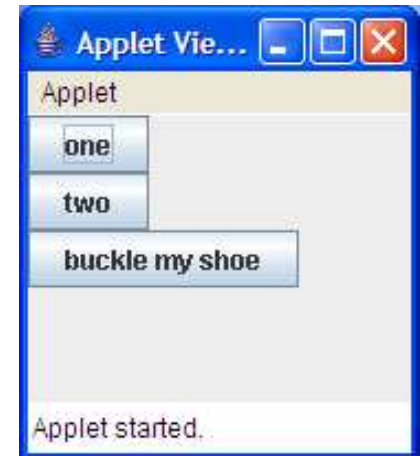 Applet Vie...
Applet
one
two
buckle my shoe
Applet started.